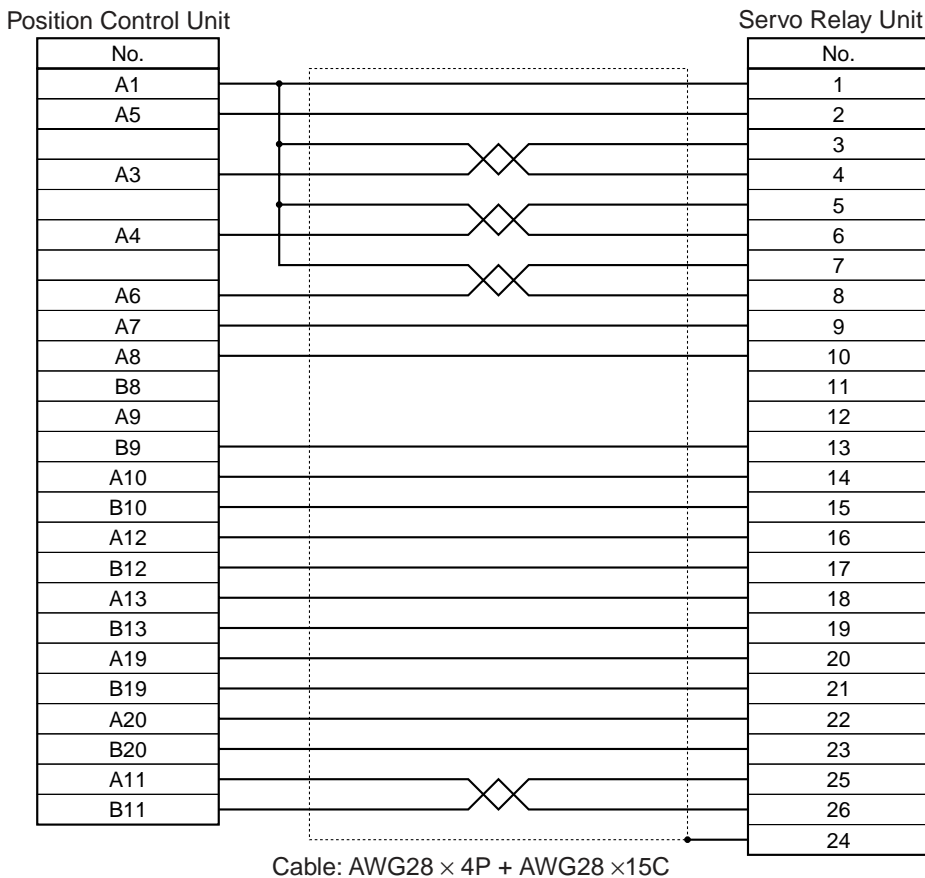 Position Control Unit Servo Relay Unit
No. No.
A1 1
A5 2
3
A3 4
5
A4 6
7
A6 8
A7 9
A8 10
B8 11
A9 12
B9 13
A10 14
B10 15
A12 16
B12 17
A13 18
B13 19
A19 20
B19 21
A20 22
B20 23
A11 25
B11 26
24
Cable: AWG28 × 4P + AWG28 ×15C